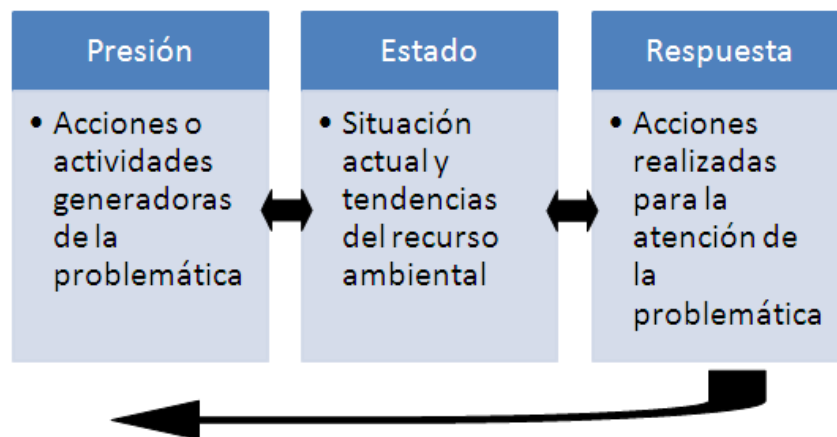 Presión
• Acciones o
actividades
generadoras
de la
problemática
Estado
• Situación
actual y
tendencias
del recurso
ambiental
Respuesta
• Acciones
realizadas
para la
atención de
la
problemática